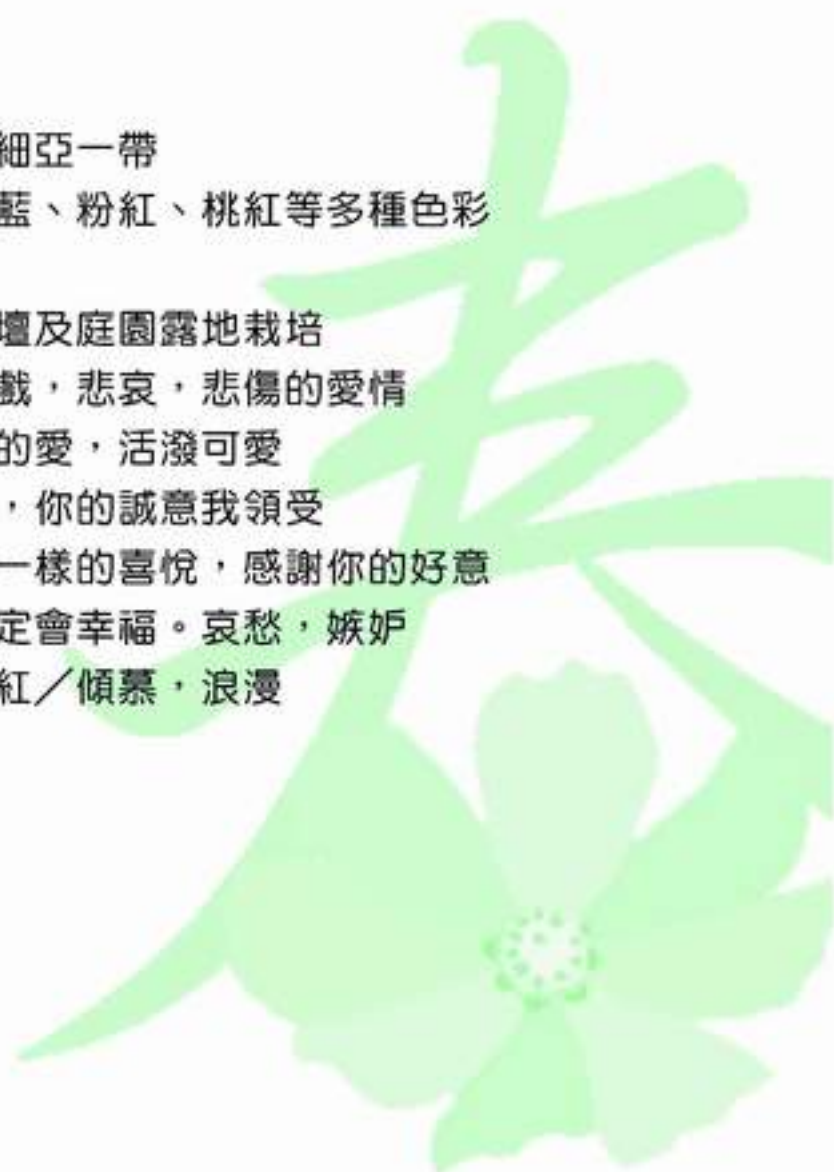 細亞一帶
藍、粉紅、桃紅等多種色彩
壇及庭園露地栽培
戲，悲哀，悲傷的愛情
的愛，活潑可愛
，你的誠意我領受
一樣的喜悅，感謝你的好意
定會幸福。哀愁，嫉妒
紅／傾慕，浪漫
春